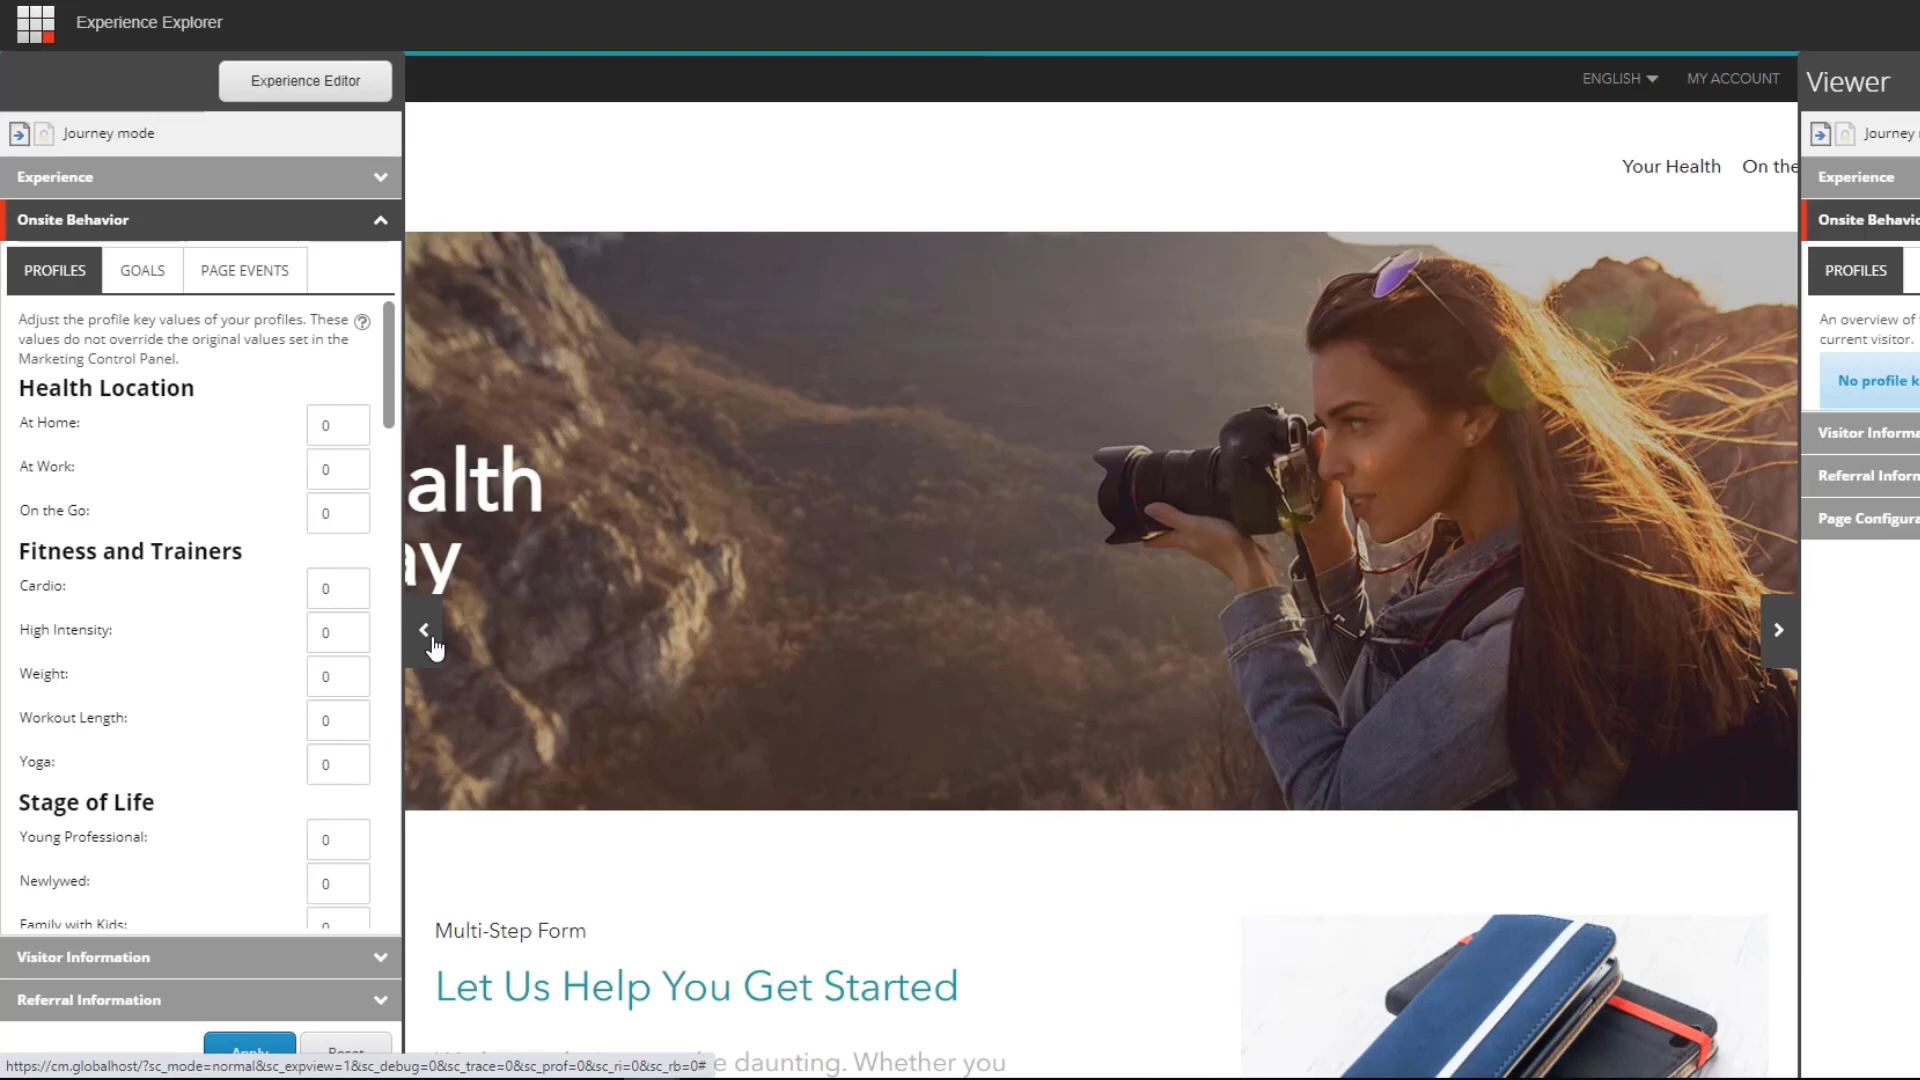 Experience Explorer
Experience Editor
ENGLISH
MY ACCOUNT
Viewer
Journey mode
Journey
Experience
Your Health
On the
Experience
Onsite Behavior
Onsite Behavio
PROFILES
GOALS
PAGE EVENTS
PROFILES
Adjust the profile key values of your profiles. These
values do not override the original values set in the
Marketing Control Panel.
An overview of
current visitor.
No profile k
Health Location
At Home:
0
At Work:
0
On the Go:
0
alth
ay
Visitor Informa
Referral Inform
Page Configura
Fitness and Trainers
Cardio:
0
High Intensity:
0
Weight:
0
Workout Length:
0
Yoga:
0
Stage of Life
Young Professional:
0
Newlywed:
0
Family with Kids:
0
Visitor Information
Referral Information
Apply
Reset
Multi-Step Form
Let Us Help You Get Started
e daunting. Whether you
https://cm.globalhost/?sc_mode=normal&sc_expview=1&sc_debug=0&sc_trace=0&sc_prof=0&sc_ri=0&sc_rb=0#